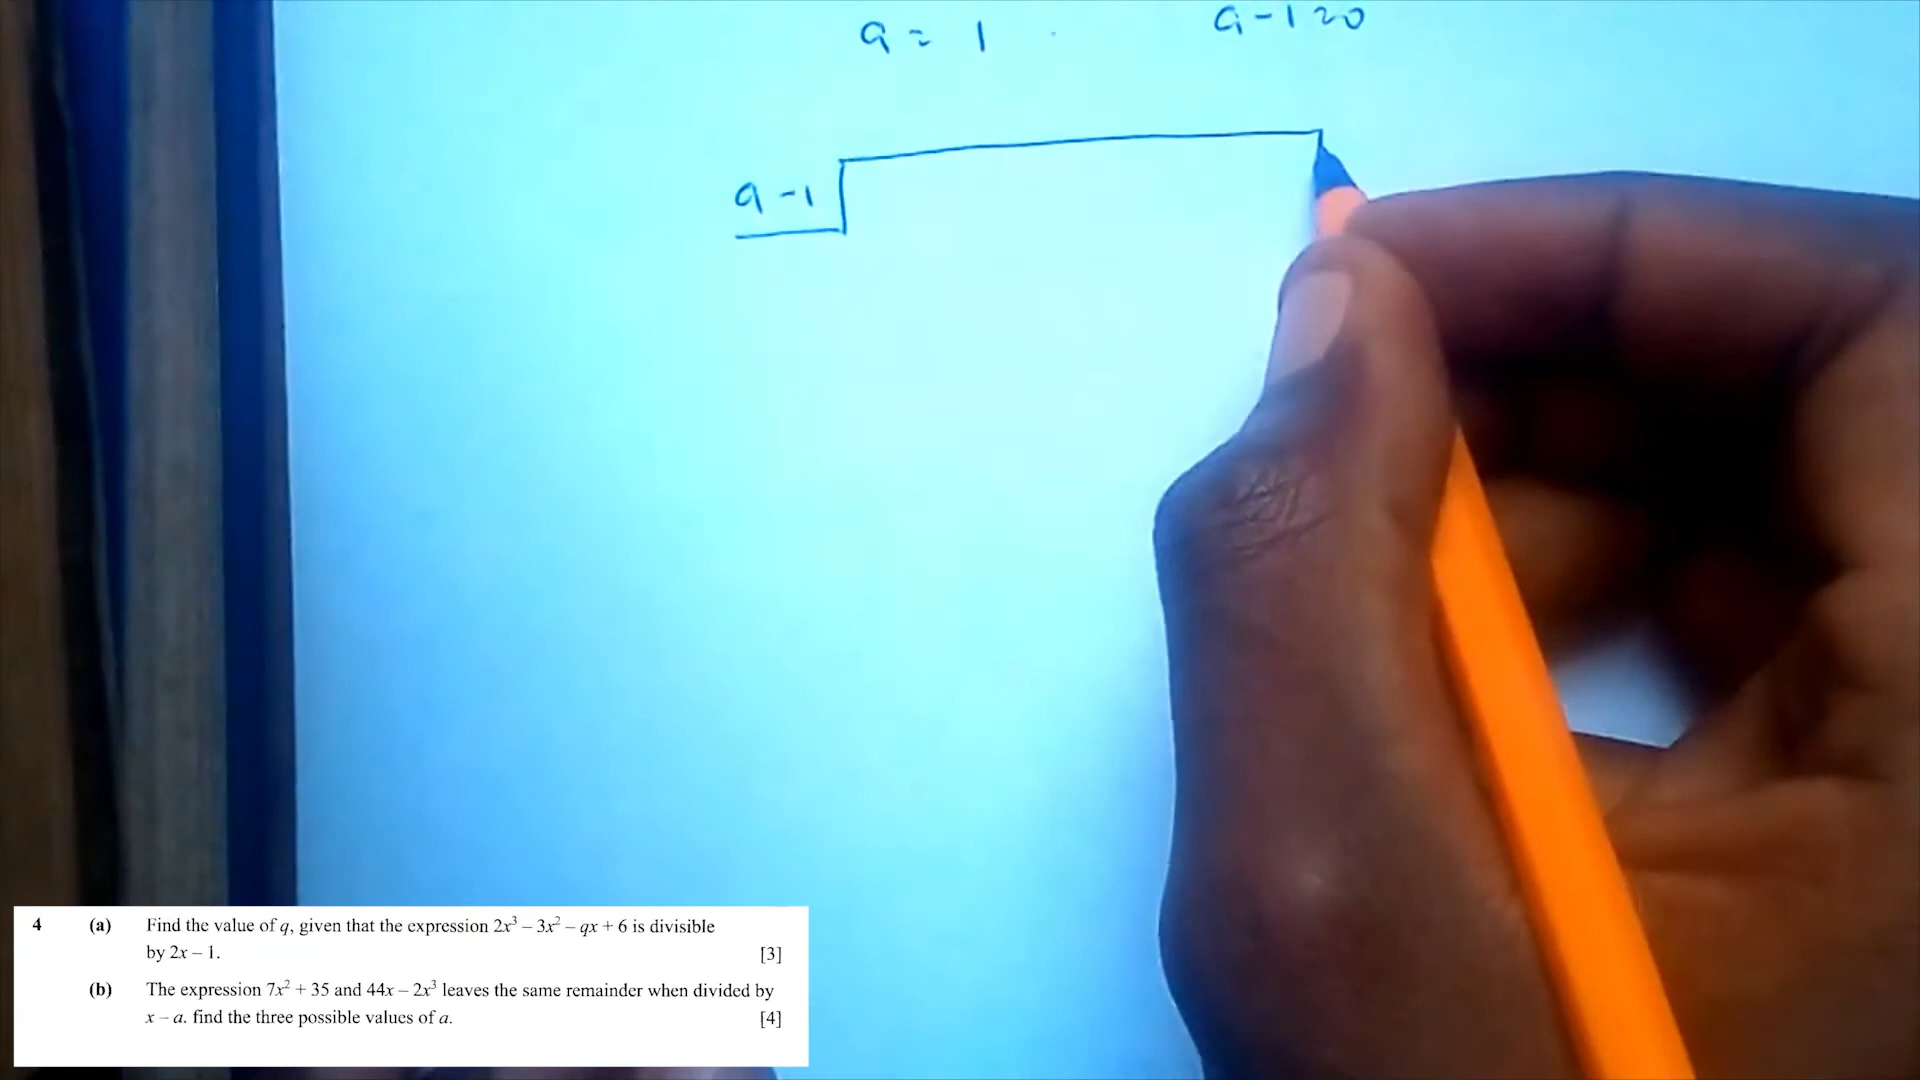 a = 1 a - 1 = 0
a - 1
4 (a) Find the value of q, given that the expression 2x³ – 3x² – qx + 6 is divisible
by 2x – 1. [3]
(b) The expression 7x² + 35 and 44x – 2x³ leaves the same remainder when divided by
x – a. find the three possible values of a. [4]